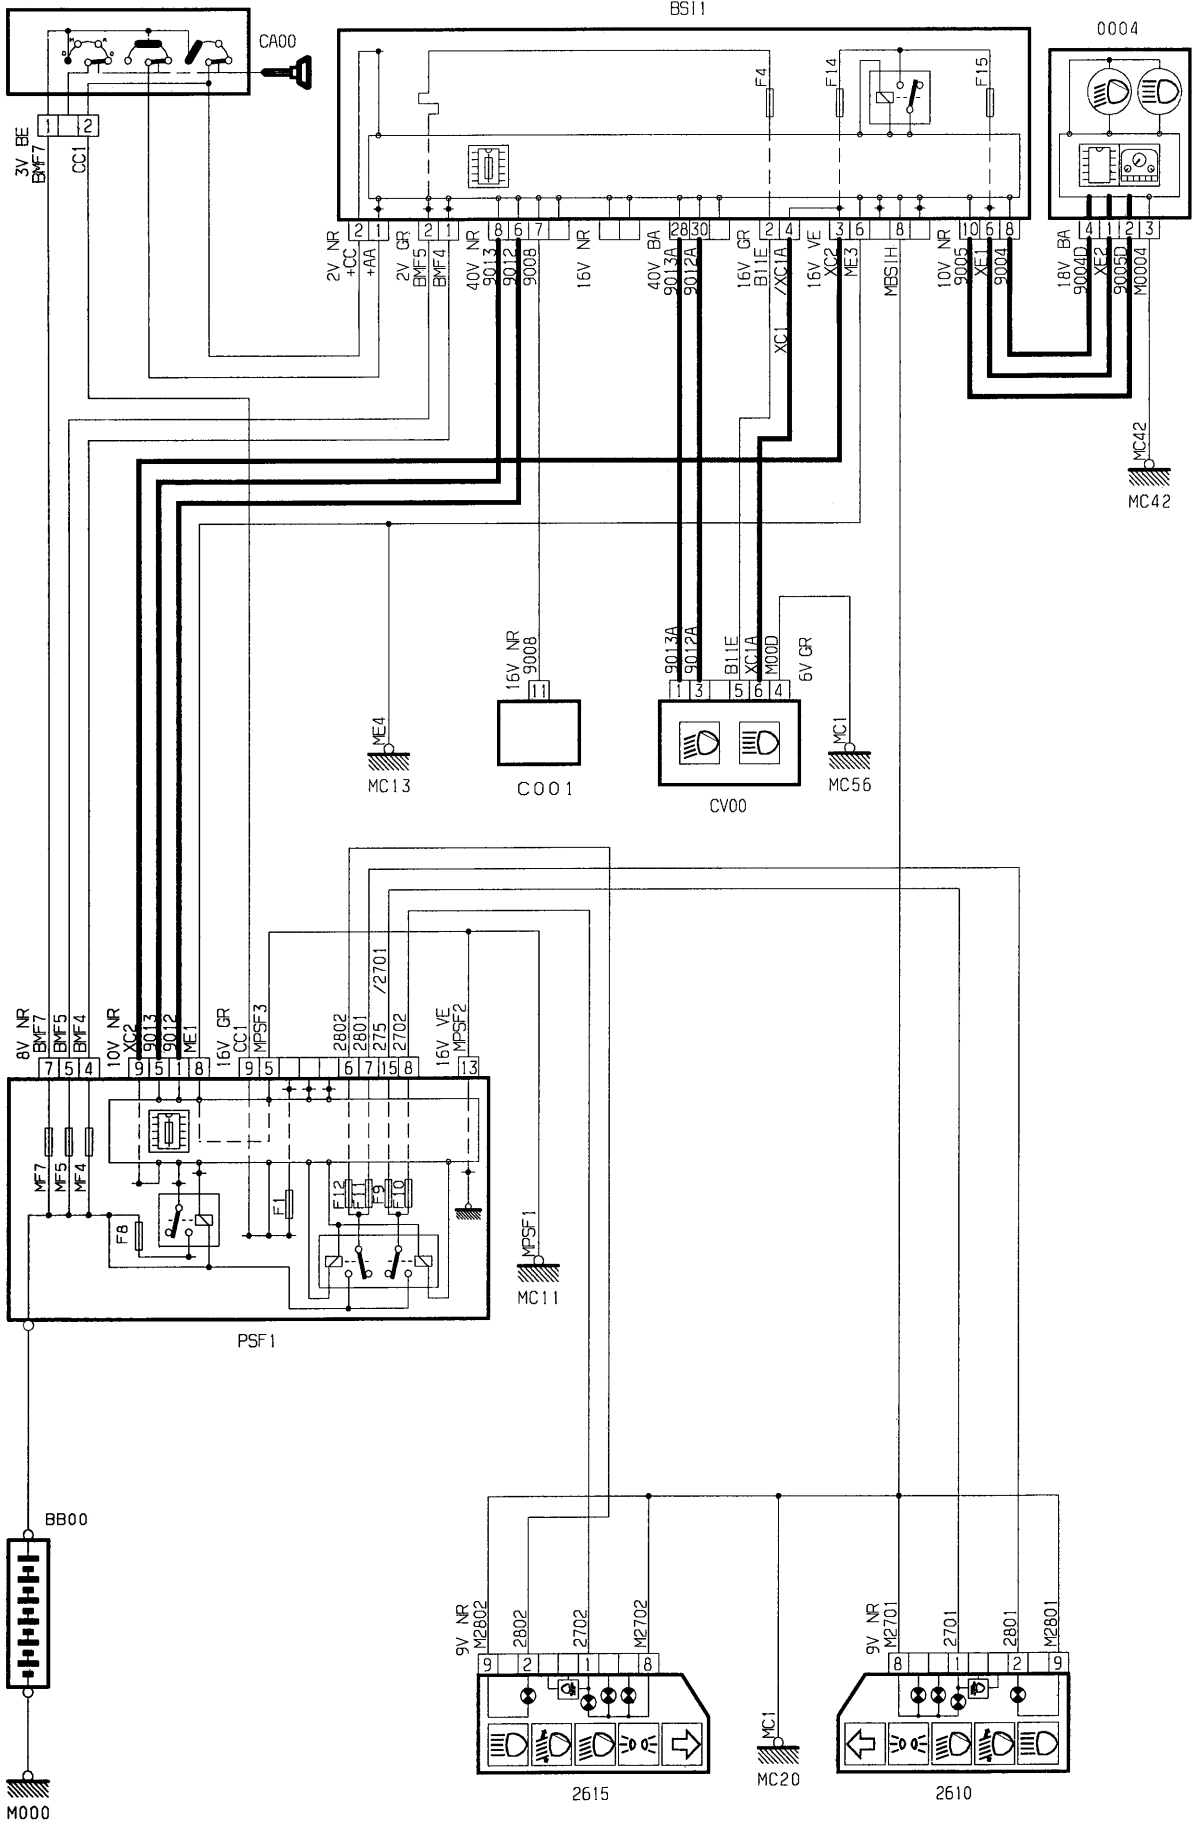 BSI1
0004
CA00
H
A
D
C
F4
F14
F15
1
2
3V BE
BMF7
CC1
2
1
2
1
8
6
7
28
30
2
4
3
6
8
10
6
8
4
1
2
3
2V NR
+CC
+AA
2V GR
BMF5
BMF4
40V NR
9013
9012
9008
16V NR
40V BA
9013A
9012A
16V GR
B11E
/XC1A
XC1
16V VE
XC2
ME3
MBSIH
10V NR
9005
XE1
9004
18V BA
9004D
XE2
9005D
M0004
MC42
MC42
16V NR
9008
11
C001
ME4
MC13
9013A
9012A
B11E
XC1A
M00D
6V GR
1
3
5
6
4
CV00
MC1
MC56
8V NR
BMF7
BMF5
BMF4
10V NR
XC2
9013
9012
ME1
16V GR
CC1
MPSF3
2802
2801
275
/2701
2702
16V VE
MPSF2
7
5
4
9
5
1
8
9
5
6
7
15
8
13
MF7
MF5
MF4
F8
F1
F12
F11
F9
F10
MPSF1
MC11
PSF1
BB00
M000
9V NR
M2802
2802
2702
M2702
9
2
1
8
2615
MC1
MC20
9V NR
M2701
2701
2801
M2801
8
1
2
9
2610